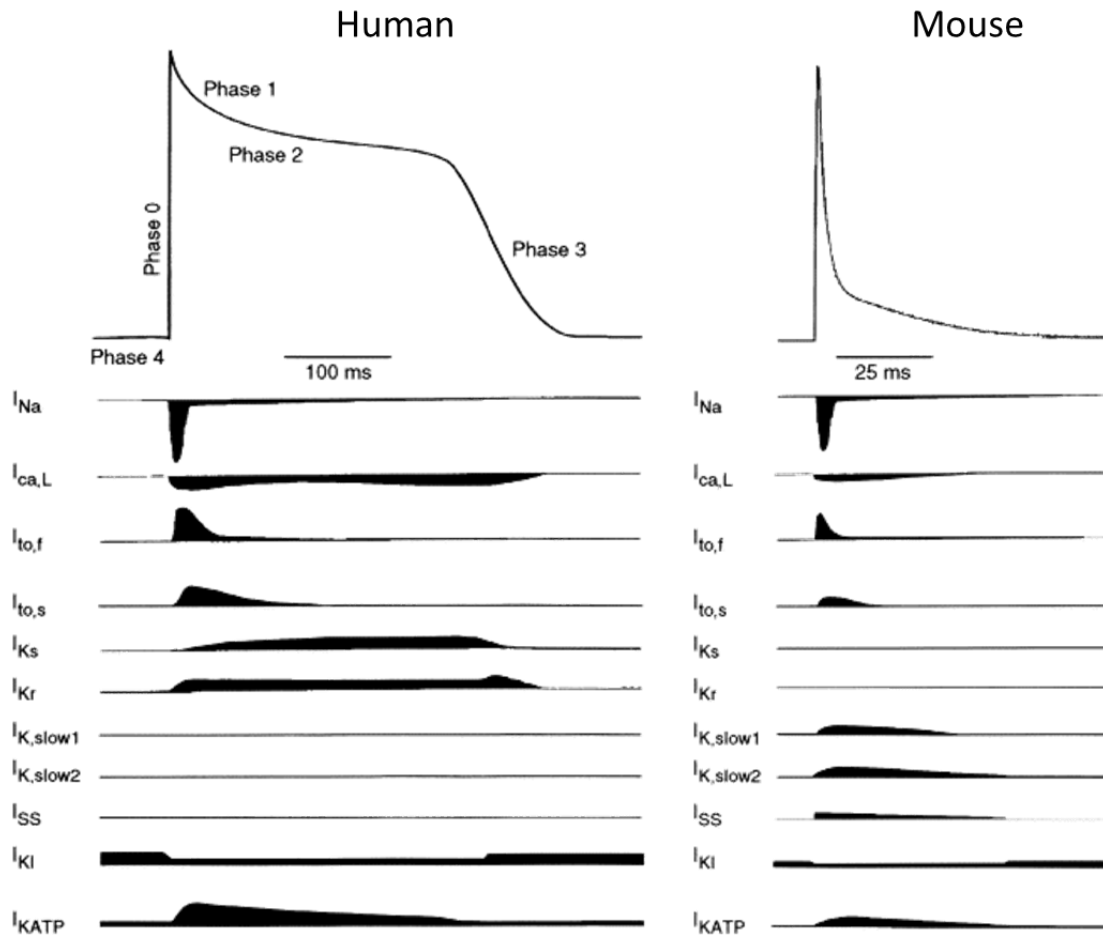 Human
Mouse
Phase 1
Phase 2
Phase 0
Phase 3
Phase 4
100 ms
25 ms
INa
INa
Ica,L
Ica,L
Ito,f
Ito,f
Ito,s
Ito,s
IKs
IKs
IKr
IKr
IK,slow1
IK,slow1
IK,slow2
IK,slow2
ISS
ISS
IKI
IKI
IKATP
IKATP